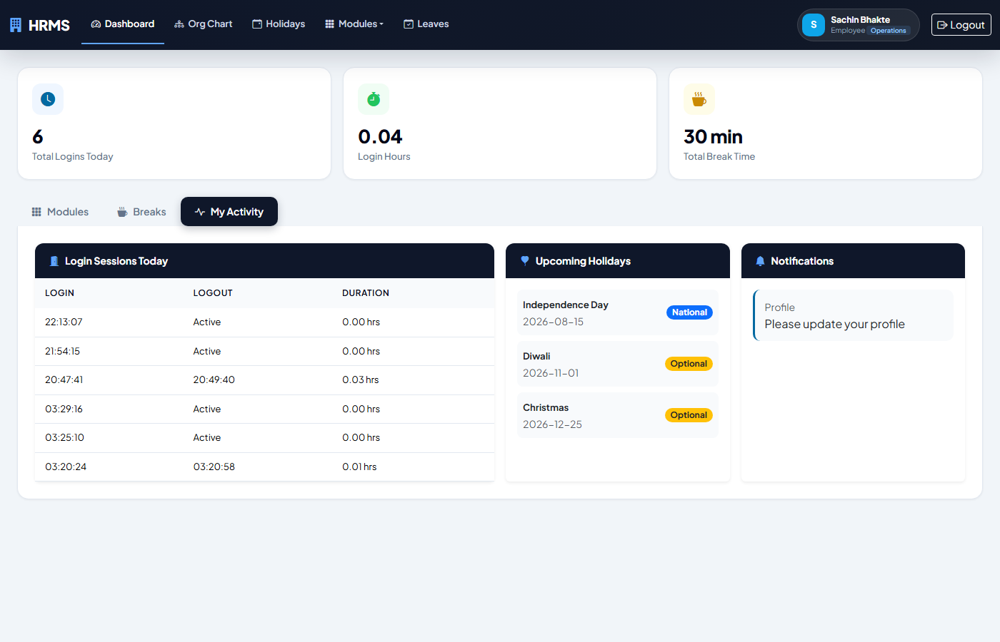 HRMS
Dashboard
Org Chart
Holidays
Modules
Leaves
S
Sachin Bhakte
Employee Operations
Logout
6
Total Logins Today
0.04
Login Hours
30 min
Total Break Time
Modules
Breaks
My Activity
Login Sessions Today
LOGIN LOGOUT DURATION
22:13:07 Active 0.00 hrs
21:54:15 Active 0.00 hrs
20:47:41 20:49:40 0.03 hrs
03:29:16 Active 0.00 hrs
03:25:10 Active 0.00 hrs
03:20:24 03:20:58 0.01 hrs
Upcoming Holidays
Independence Day
2026-08-15
National
Diwali
2026-11-01
Optional
Christmas
2026-12-25
Optional
Notifications
Profile
Please update your profile